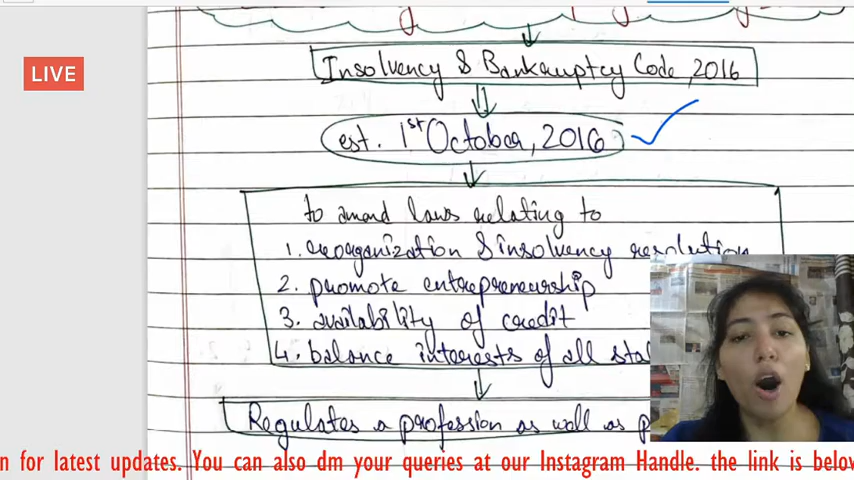 LIVE
Insolvency & Bankruptcy Code, 2016
est. 1st October, 2016
to amend laws relating to
1. reorganization & insolvency resolution
2. promote entrepreneurship
3. availability of credit
4. balance interests of all
Regulates a profession as well as
n for latest updates. You can also dm your queries at our Instagram Handle. the link is below